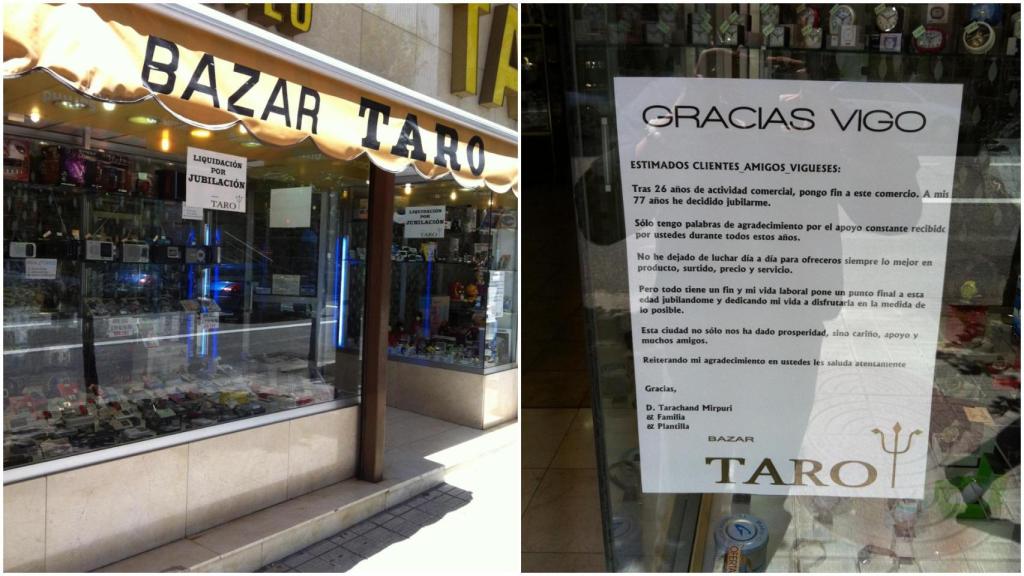 BAZAR TARO
TA
LIQUIDACIÓN
POR
JUBILACIÓN
TARO
LIQUIDACIÓN
POR
JUBILACIÓN
TARO
GRACIAS VIGO
ESTIMADOS CLIENTES_AMIGOS_VIGUESES:
Tras 26 años de actividad comercial, pongo fin a este comercio. A mis
77 años he decidido jubilarme.
Sólo tengo palabras de agradecimiento por el apoyo constante recibido
por ustedes durante todos estos años.
No he dejado de luchar día a día para ofreceros siempre lo mejor en
producto, surtido, precio y servicio.
Pero todo tiene un fin y mi vida laboral pone un punto final a esta
edad jubilandome y dedicando mi vida a disfrutarla en la medida de
lo posible.
Esta ciudad no sólo nos ha dado prosperidad, sino cariño, apoyo y
muchos amigos.
Reiterando mi agradecimiento en ustedes les saluda atentamente
Gracias,
D. Tarachand Mirpuri
& Familia
& Plantilla
BAZAR
TARO
OFERTA